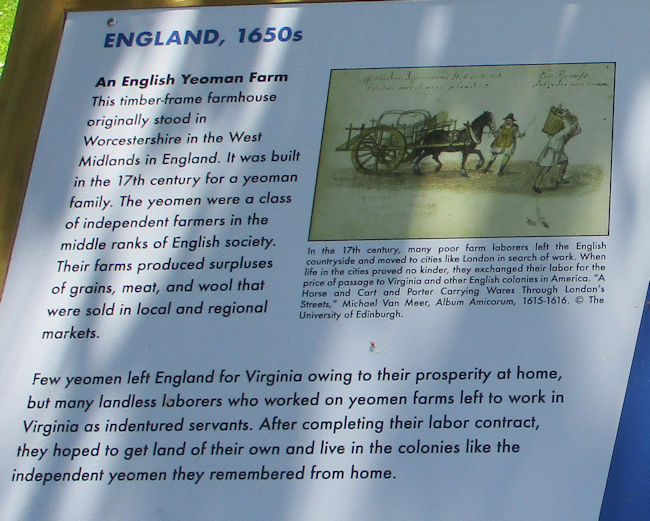 ENGLAND, 1650s
An English Yeoman Farm
This timber-frame farmhouse
originally stood in
Worcestershire in the West
Midlands in England. It was built
in the 17th century for a yeoman
family. The yeomen were a class
of independent farmers in the
middle ranks of English society.
Their farms produced surpluses
of grains, meat, and wool that
were sold in local and regional
markets.
In the 17th century, many poor farm laborers left the English
countryside and moved to cities like London in search of work. When
life in the cities proved no kinder, they exchanged their labor for the
price of passage to Virginia and other English colonies in America. "A
Horse and Cart and Porter Carrying Wares Through London's
Streets," Michael Van Meer, Album Amicorum, 1615-1616. © The
University of Edinburgh.
Few yeomen left England for Virginia owing to their prosperity at home,
but many landless laborers who worked on yeomen farms left to work in
Virginia as indentured servants. After completing their labor contract,
they hoped to get land of their own and live in the colonies like the
independent yeomen they remembered from home.